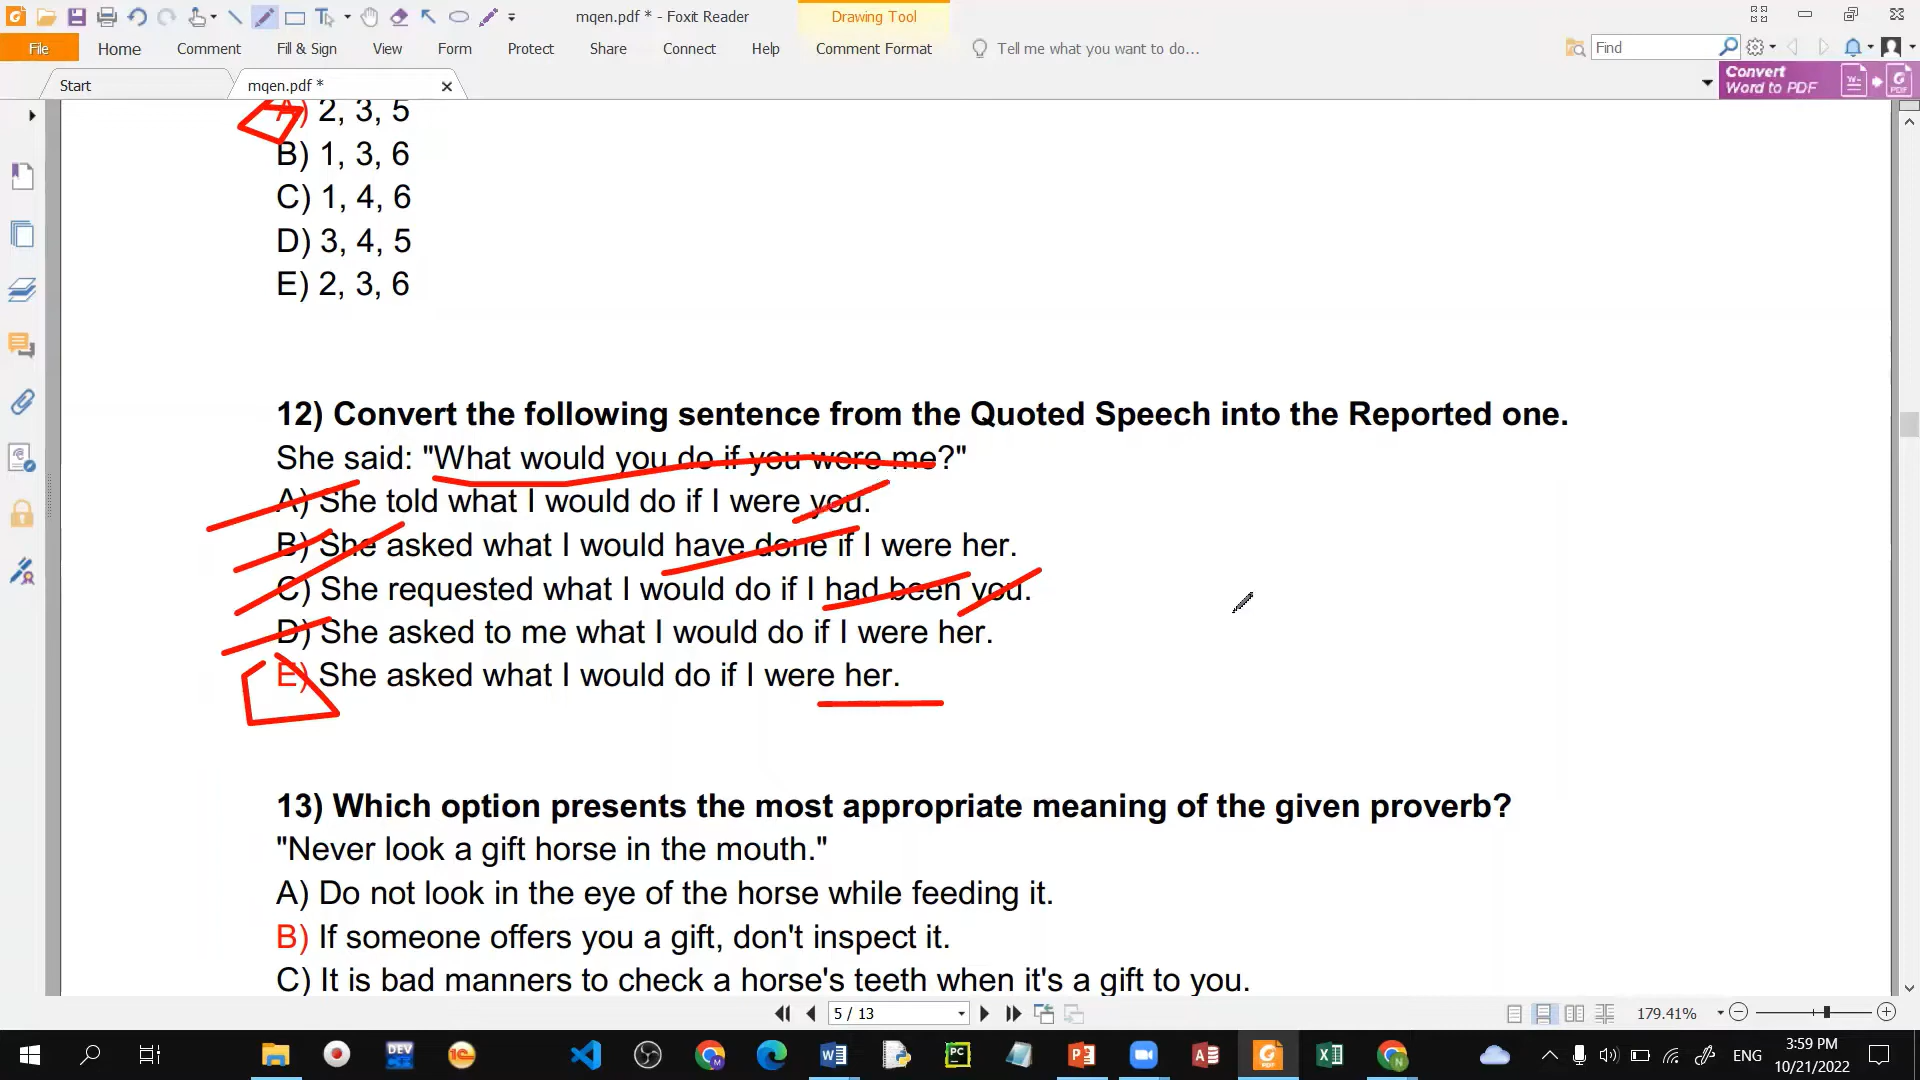 mqen.pdf * - Foxit Reader
Drawing Tool
File
Home
Comment
Fill & Sign
View
Form
Protect
Share
Connect
Help
Comment Format
Tell me what you want to do...
Find
Start
mqen.pdf *
Convert
Word to PDF
A) 2, 3, 5
B) 1, 3, 6
C) 1, 4, 6
D) 3, 4, 5
E) 2, 3, 6
12) Convert the following sentence from the Quoted Speech into the Reported one.
She said: "What would you do if you were me?"
A) She told what I would do if I were you.
B) She asked what I would have done if I were her.
C) She requested what I would do if I had been you.
D) She asked to me what I would do if I were her.
E) She asked what I would do if I were her.
13) Which option presents the most appropriate meaning of the given proverb?
"Never look a gift horse in the mouth."
A) Do not look in the eye of the horse while feeding it.
B) If someone offers you a gift, don't inspect it.
C) It is bad manners to check a horse's teeth when it's a gift to you.
5 / 13
179.41%
DEV
1C
PC
ENG
3:59 PM
10/21/2022